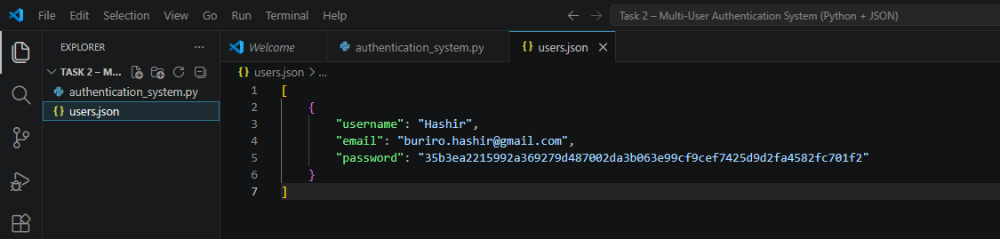 File Edit Selection View Go Run Terminal Help
Task 2 – Multi-User Authentication System (Python + JSON)
EXPLORER
TASK 2 – M...
authentication_system.py
users.json
Welcome
authentication_system.py
users.json
users.json > ...
1 [
2 {
3 "username": "Hashir",
4 "email": "buriro.hashir@gmail.com",
5 "password": "35b3ea2215992a369279d487002da3b063e99cf9cef7425d9d2fa4582fc701f2"
6 }
7 ]